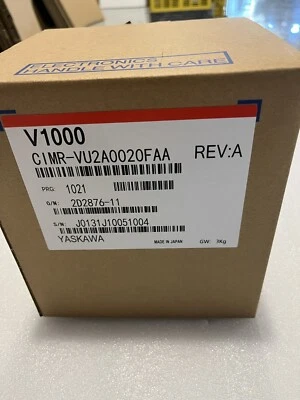 ELECTRONICS
HANDLE WITH CARE
V1000
CIMR-VU2A0020FAA
REV:A
PRG: 1021
O/N: 2D2876-11
S/N: J0131J10051004
YASKAWA
MADE IN JAPAN
GW: 3Kg